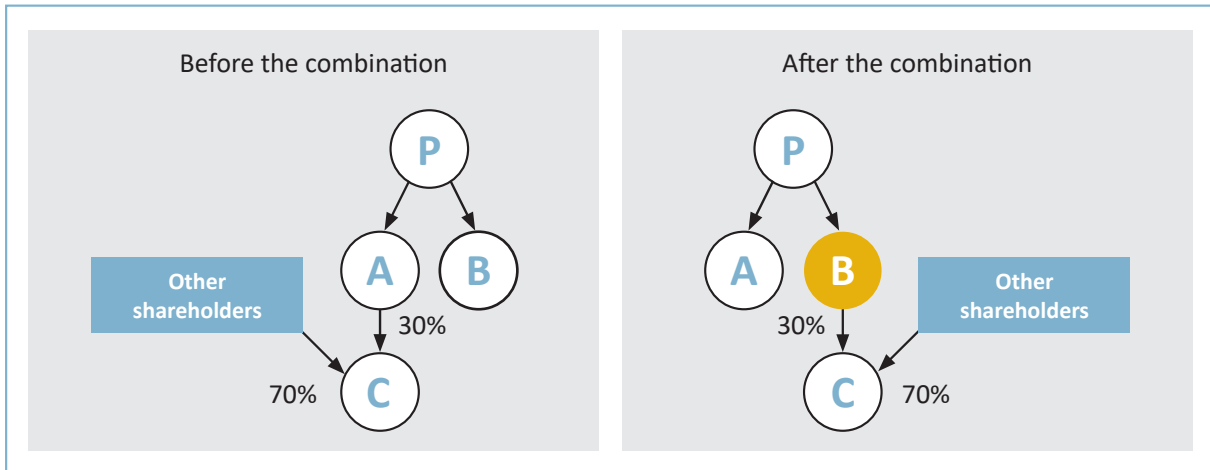 Before the combination
P
A
B
Other
shareholders
30%
70%
C
After the combination
P
A
B
Other
shareholders
30%
C
70%